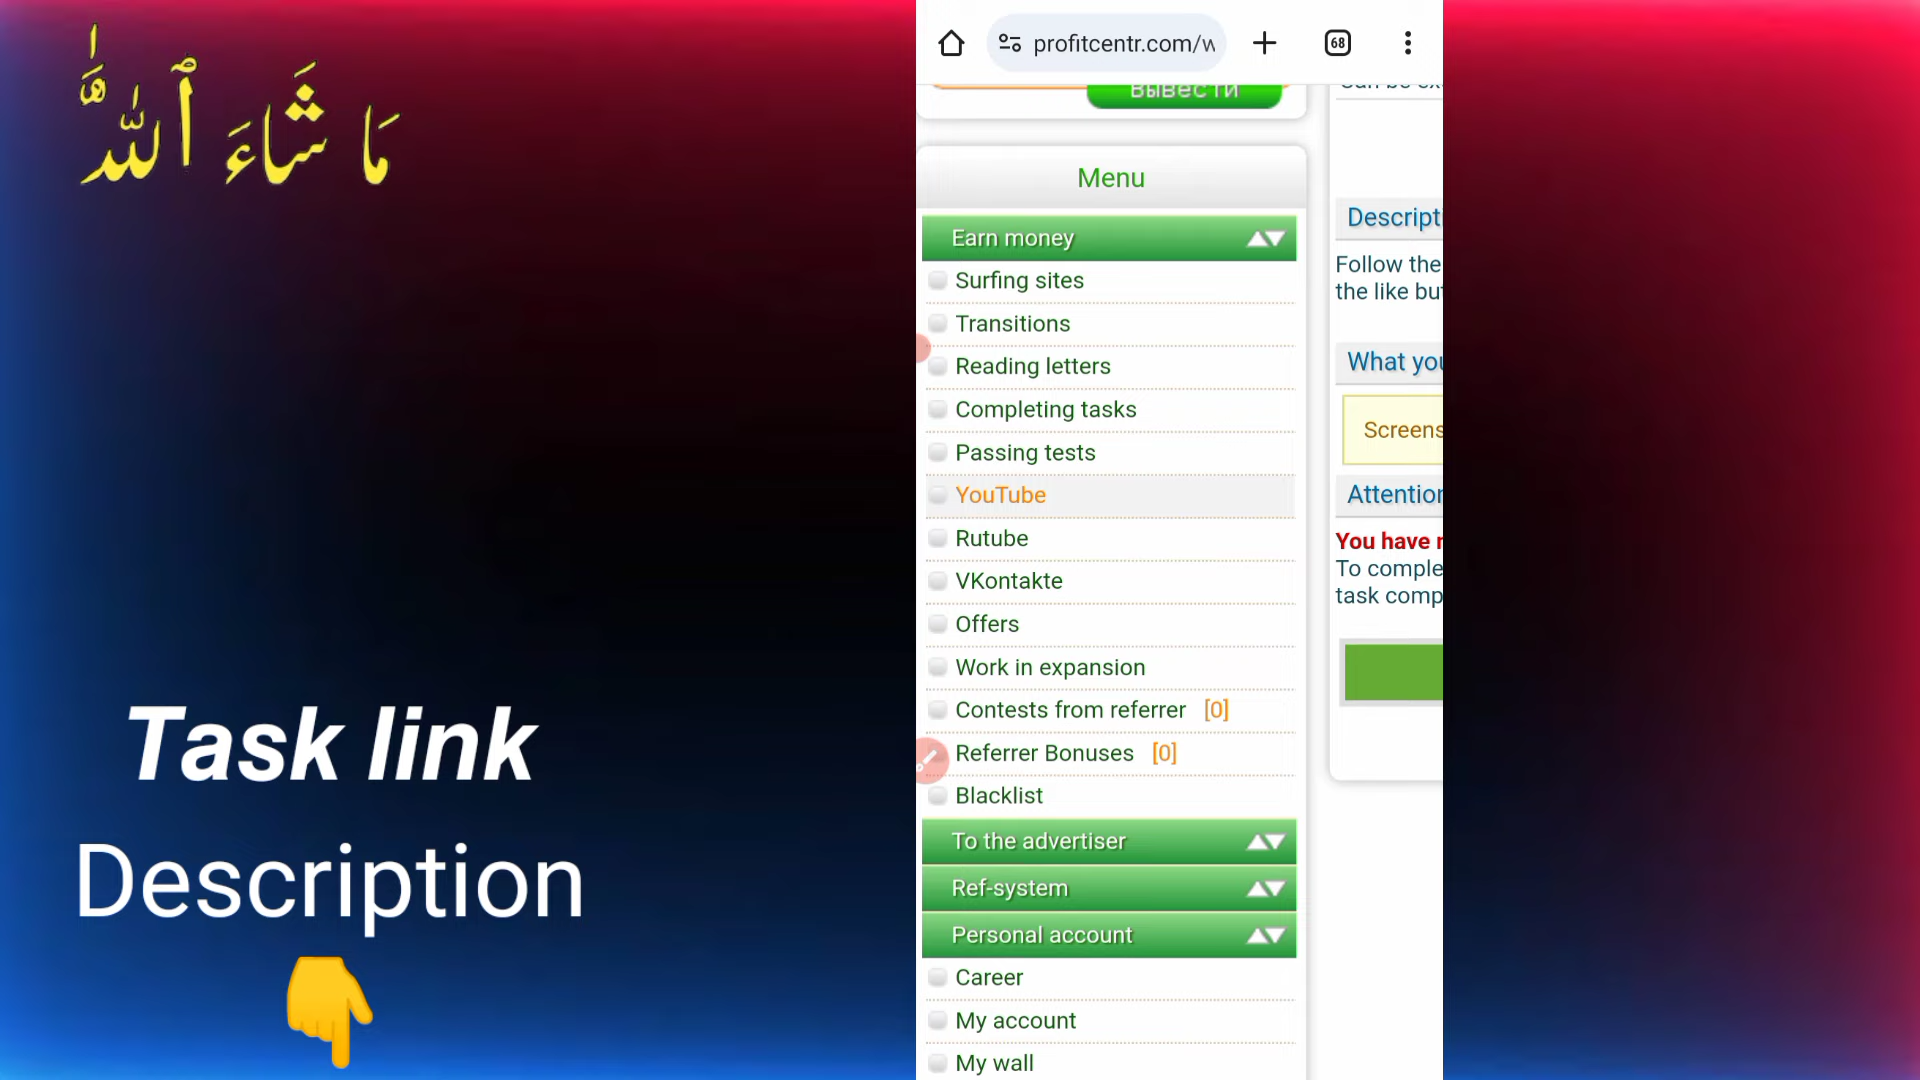 مَا شَاءَ ٱللّٰهُ
Task link
Description
profitcentr.com/w
68
вывести
Menu
Earn money
Surfing sites
Transitions
Reading letters
Completing tasks
Passing tests
YouTube
Rutube
VKontakte
Offers
Work in expansion
Contests from referrer [0]
Referrer Bonuses [0]
Blacklist
To the advertiser
Ref-system
Personal account
Career
My account
My wall
Descripti
Follow the
the like but
What you
Screens
Attention
You have
To comple
task comp